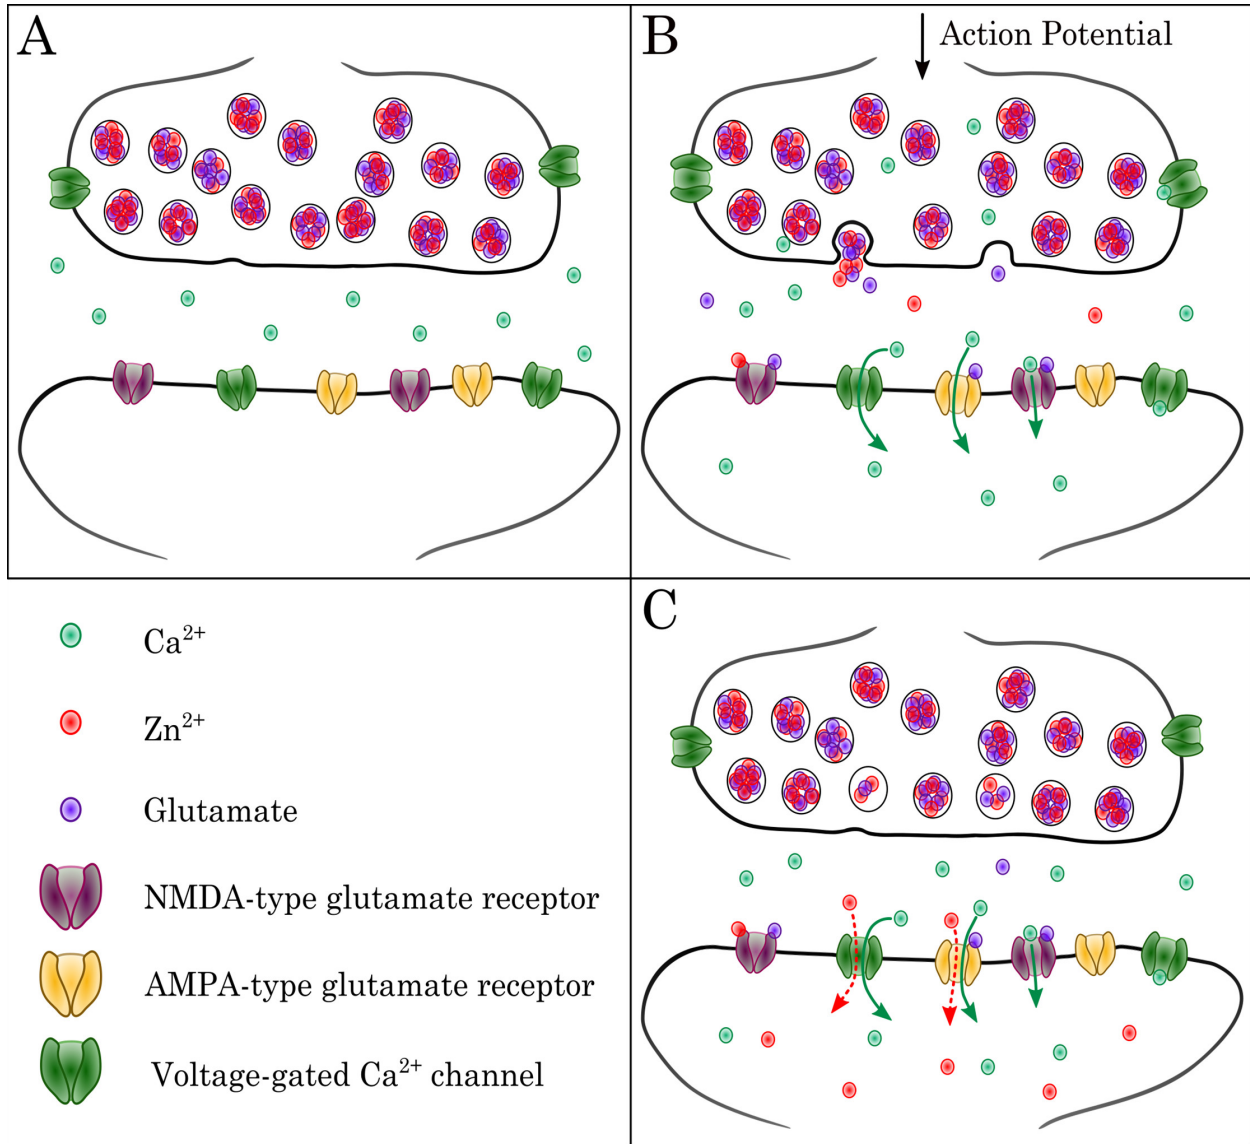 A
B
Action Potential
Ca²⁺
Zn²⁺
Glutamate
NMDA-type glutamate receptor
AMPA-type glutamate receptor
Voltage-gated Ca²⁺ channel
C